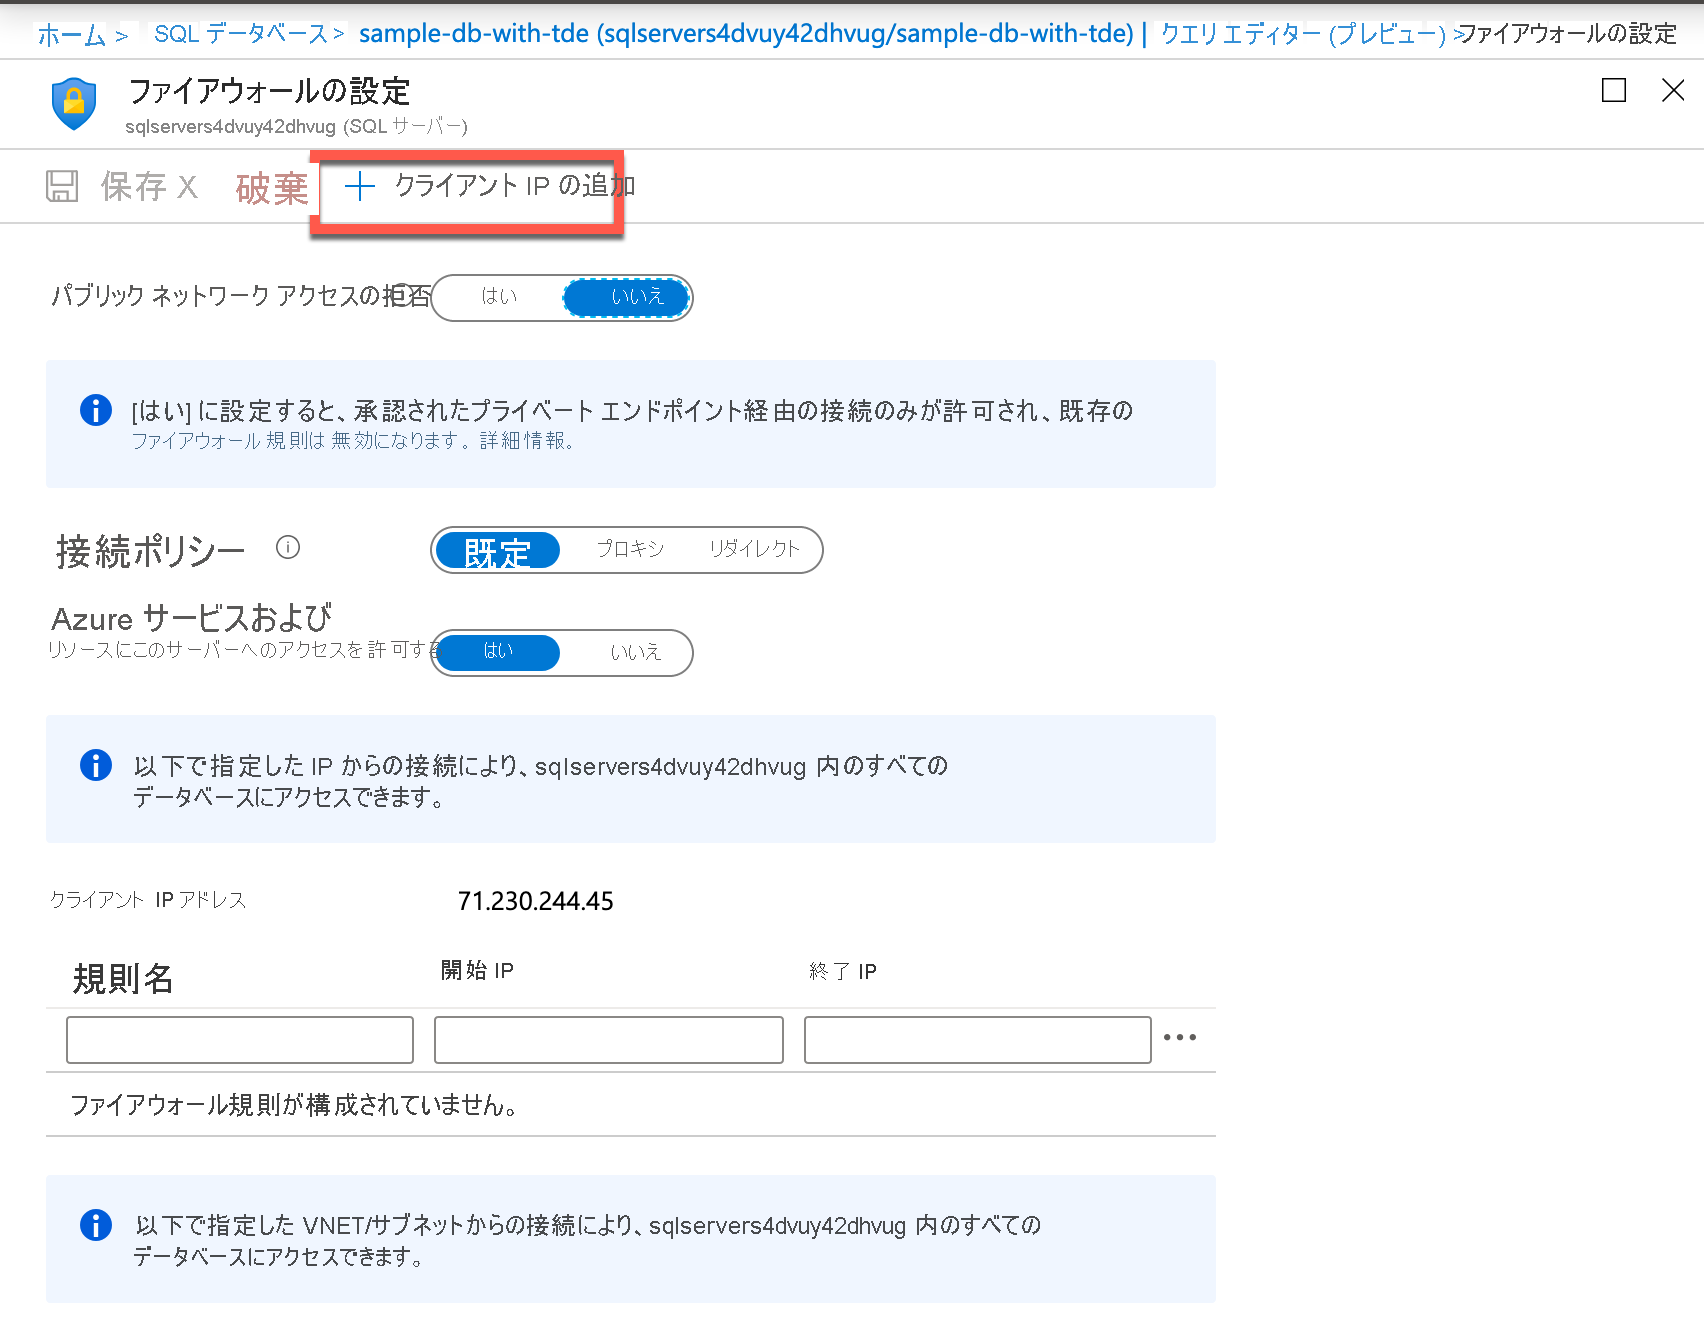 ホーム > SQL データベース > sample-db-with-tde (sqlservers4dvuy42dhvug/sample-db-with-tde) | クエリ エディター (プレビュー) > ファイアウォールの設定
ファイアウォールの設定
sqlservers4dvuy42dhvug (SQL サーバー)
保存 X 破棄 + クライアント IP の追加
パブリック ネットワーク アクセスの拒否 はい いいえ
[はい] に設定すると、承認されたプライベート エンドポイント経由の接続のみが許可され、既存の
ファイアウォール規則は 無効になります。詳細情報。
接続ポリシー 既定 プロキシ リダイレクト
Azure サービスおよび
リソースにこのサーバーへのアクセスを許可する はい いいえ
以下で指定した IP からの接続により、sqlservers4dvuy42dhvug 内のすべての
データベースにアクセスできます。
クライアント IP アドレス 71.230.244.45
規則名 開始 IP 終了 IP
ファイアウォール規則が構成されていません。
以下で指定した VNET/サブネットからの接続により、sqlservers4dvuy42dhvug 内のすべての
データベースにアクセスできます。